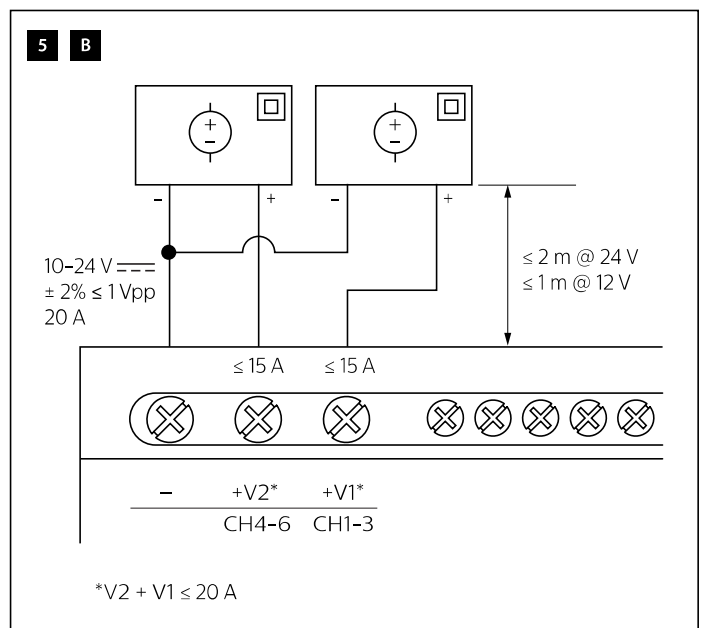 5 B
+ +
- -
- + - +
10–24 V ⎓
± 2% ≤ 1 Vpp
20 A
≤ 2 m @ 24 V
≤ 1 m @ 12 V
≤ 15 A ≤ 15 A
– +V2* +V1*
CH4-6 CH1-3
*V2 + V1 ≤ 20 A